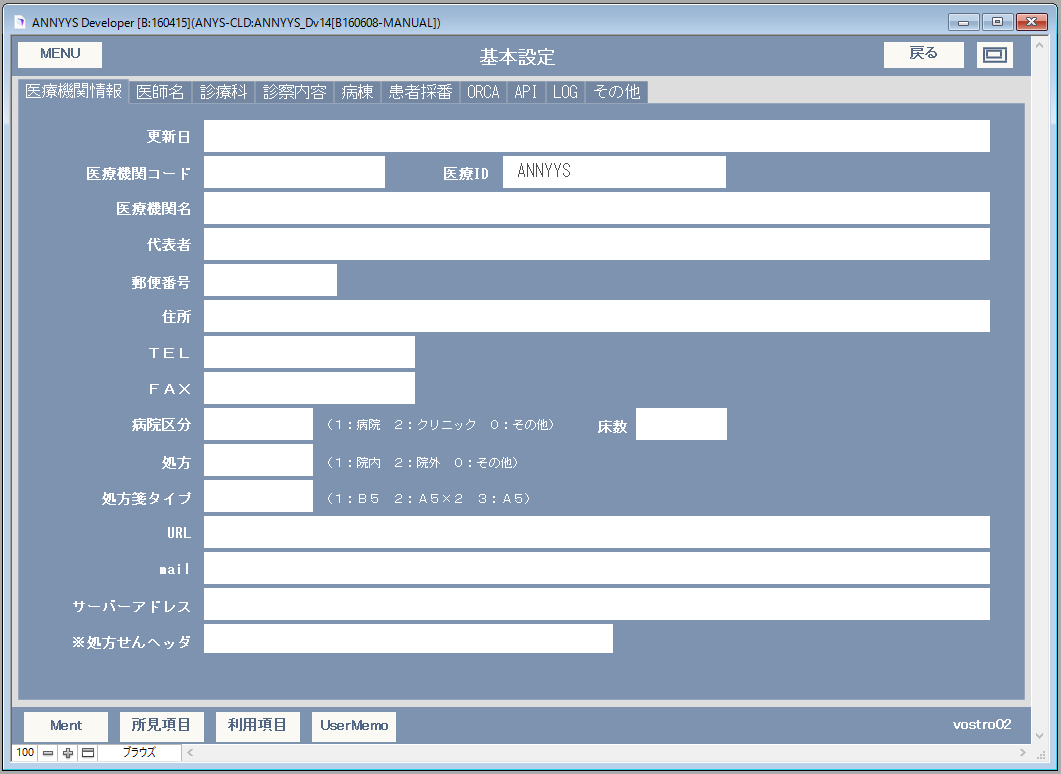 ANNYYS Developer [B:160415](ANYS-CLD:ANNYYS_Dv14[B160608-MANUAL])
MENU 基本設定 戻る
医療機関情報 医師名 診療科 診察内容 病棟 患者採番 ORCA API LOG その他
更新日
医療機関コード 医療ID ANNYYS
医療機関名
代表者
郵便番号
住所
ＴＥＬ
ＦＡＸ
病院区分 （１：病院　２：クリニック　０：その他） 床数
処方 （１：院内　２：院外　０：その他）
処方箋タイプ （１：Ｂ５　２：Ａ５×２　３：Ａ５）
URL
mail
サーバーアドレス
※処方せんヘッダ
Ment 所見項目 利用項目 UserMemo vostro02
100 ブラウズ